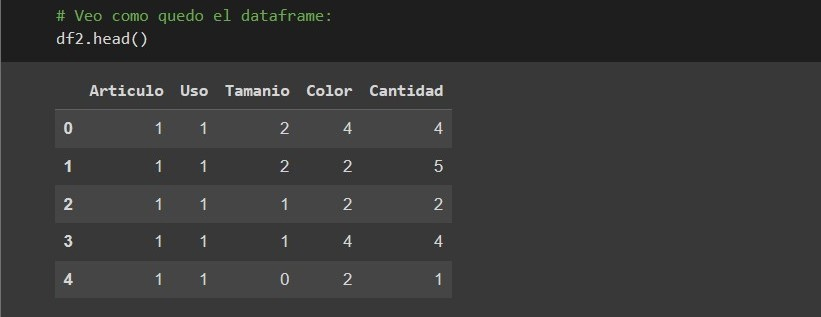 # Veo como quedo el dataframe:
df2.head()
Articulo Uso Tamanio Color Cantidad
0 1 1 2 4 4
1 1 1 2 2 5
2 1 1 1 2 2
3 1 1 1 4 4
4 1 1 0 2 1